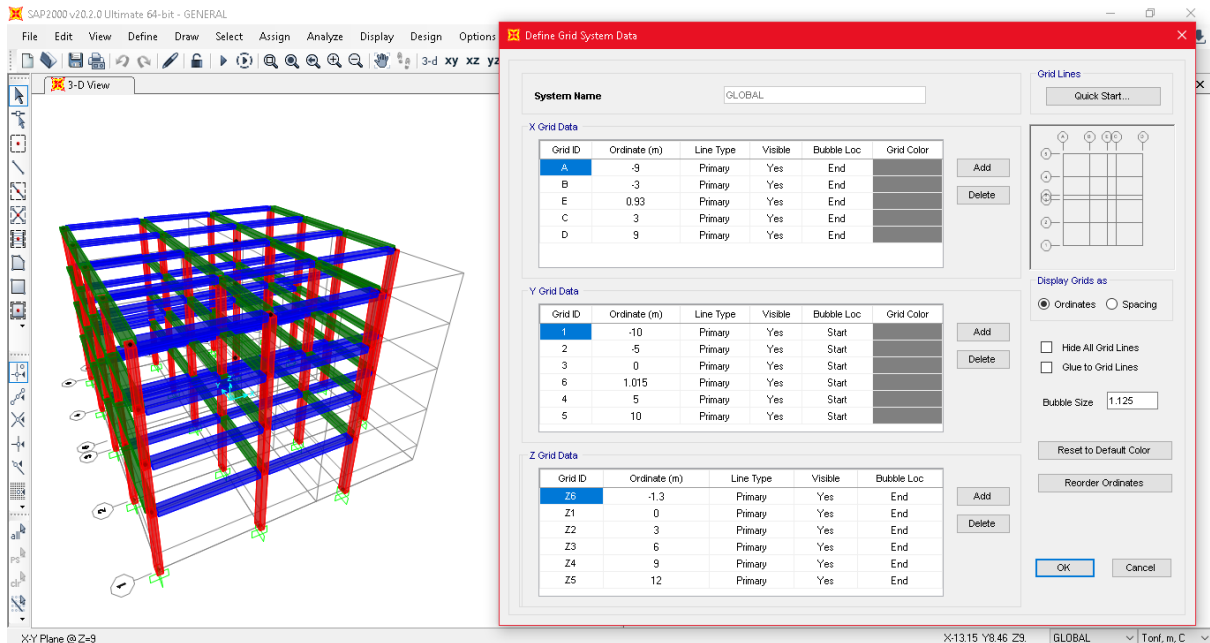 SAP2000 v20.2.0 Ultimate 64-bit - GENERAL
File Edit View Define Draw Select Assign Analyze Display Design Options
3-d xy xz yz
3-D View
X-Y Plane @ Z=9
X-13.15 Y8.46 Z9.
GLOBAL
Tonf, m, C
Define Grid System Data
System Name
GLOBAL
Grid Lines
Quick Start...
X Grid Data
Grid ID Ordinate (m) Line Type Visible Bubble Loc Grid Color
A -9 Primary Yes End
B -3 Primary Yes End
E 0.93 Primary Yes End
C 3 Primary Yes End
D 9 Primary Yes End
Add
Delete
Y Grid Data
Grid ID Ordinate (m) Line Type Visible Bubble Loc Grid Color
1 -10 Primary Yes Start
2 -5 Primary Yes Start
3 0 Primary Yes Start
6 1.015 Primary Yes Start
4 5 Primary Yes Start
5 10 Primary Yes Start
Add
Delete
Display Grids as
Ordinates Spacing
Hide All Grid Lines
Glue to Grid Lines
Bubble Size 1.125
Z Grid Data
Grid ID Ordinate (m) Line Type Visible Bubble Loc
Z6 -1.3 Primary Yes End
Z1 0 Primary Yes End
Z2 3 Primary Yes End
Z3 6 Primary Yes End
Z4 9 Primary Yes End
Z5 12 Primary Yes End
Add
Delete
Reset to Default Color
Reorder Ordinates
OK Cancel
all
PS
clr
2
1